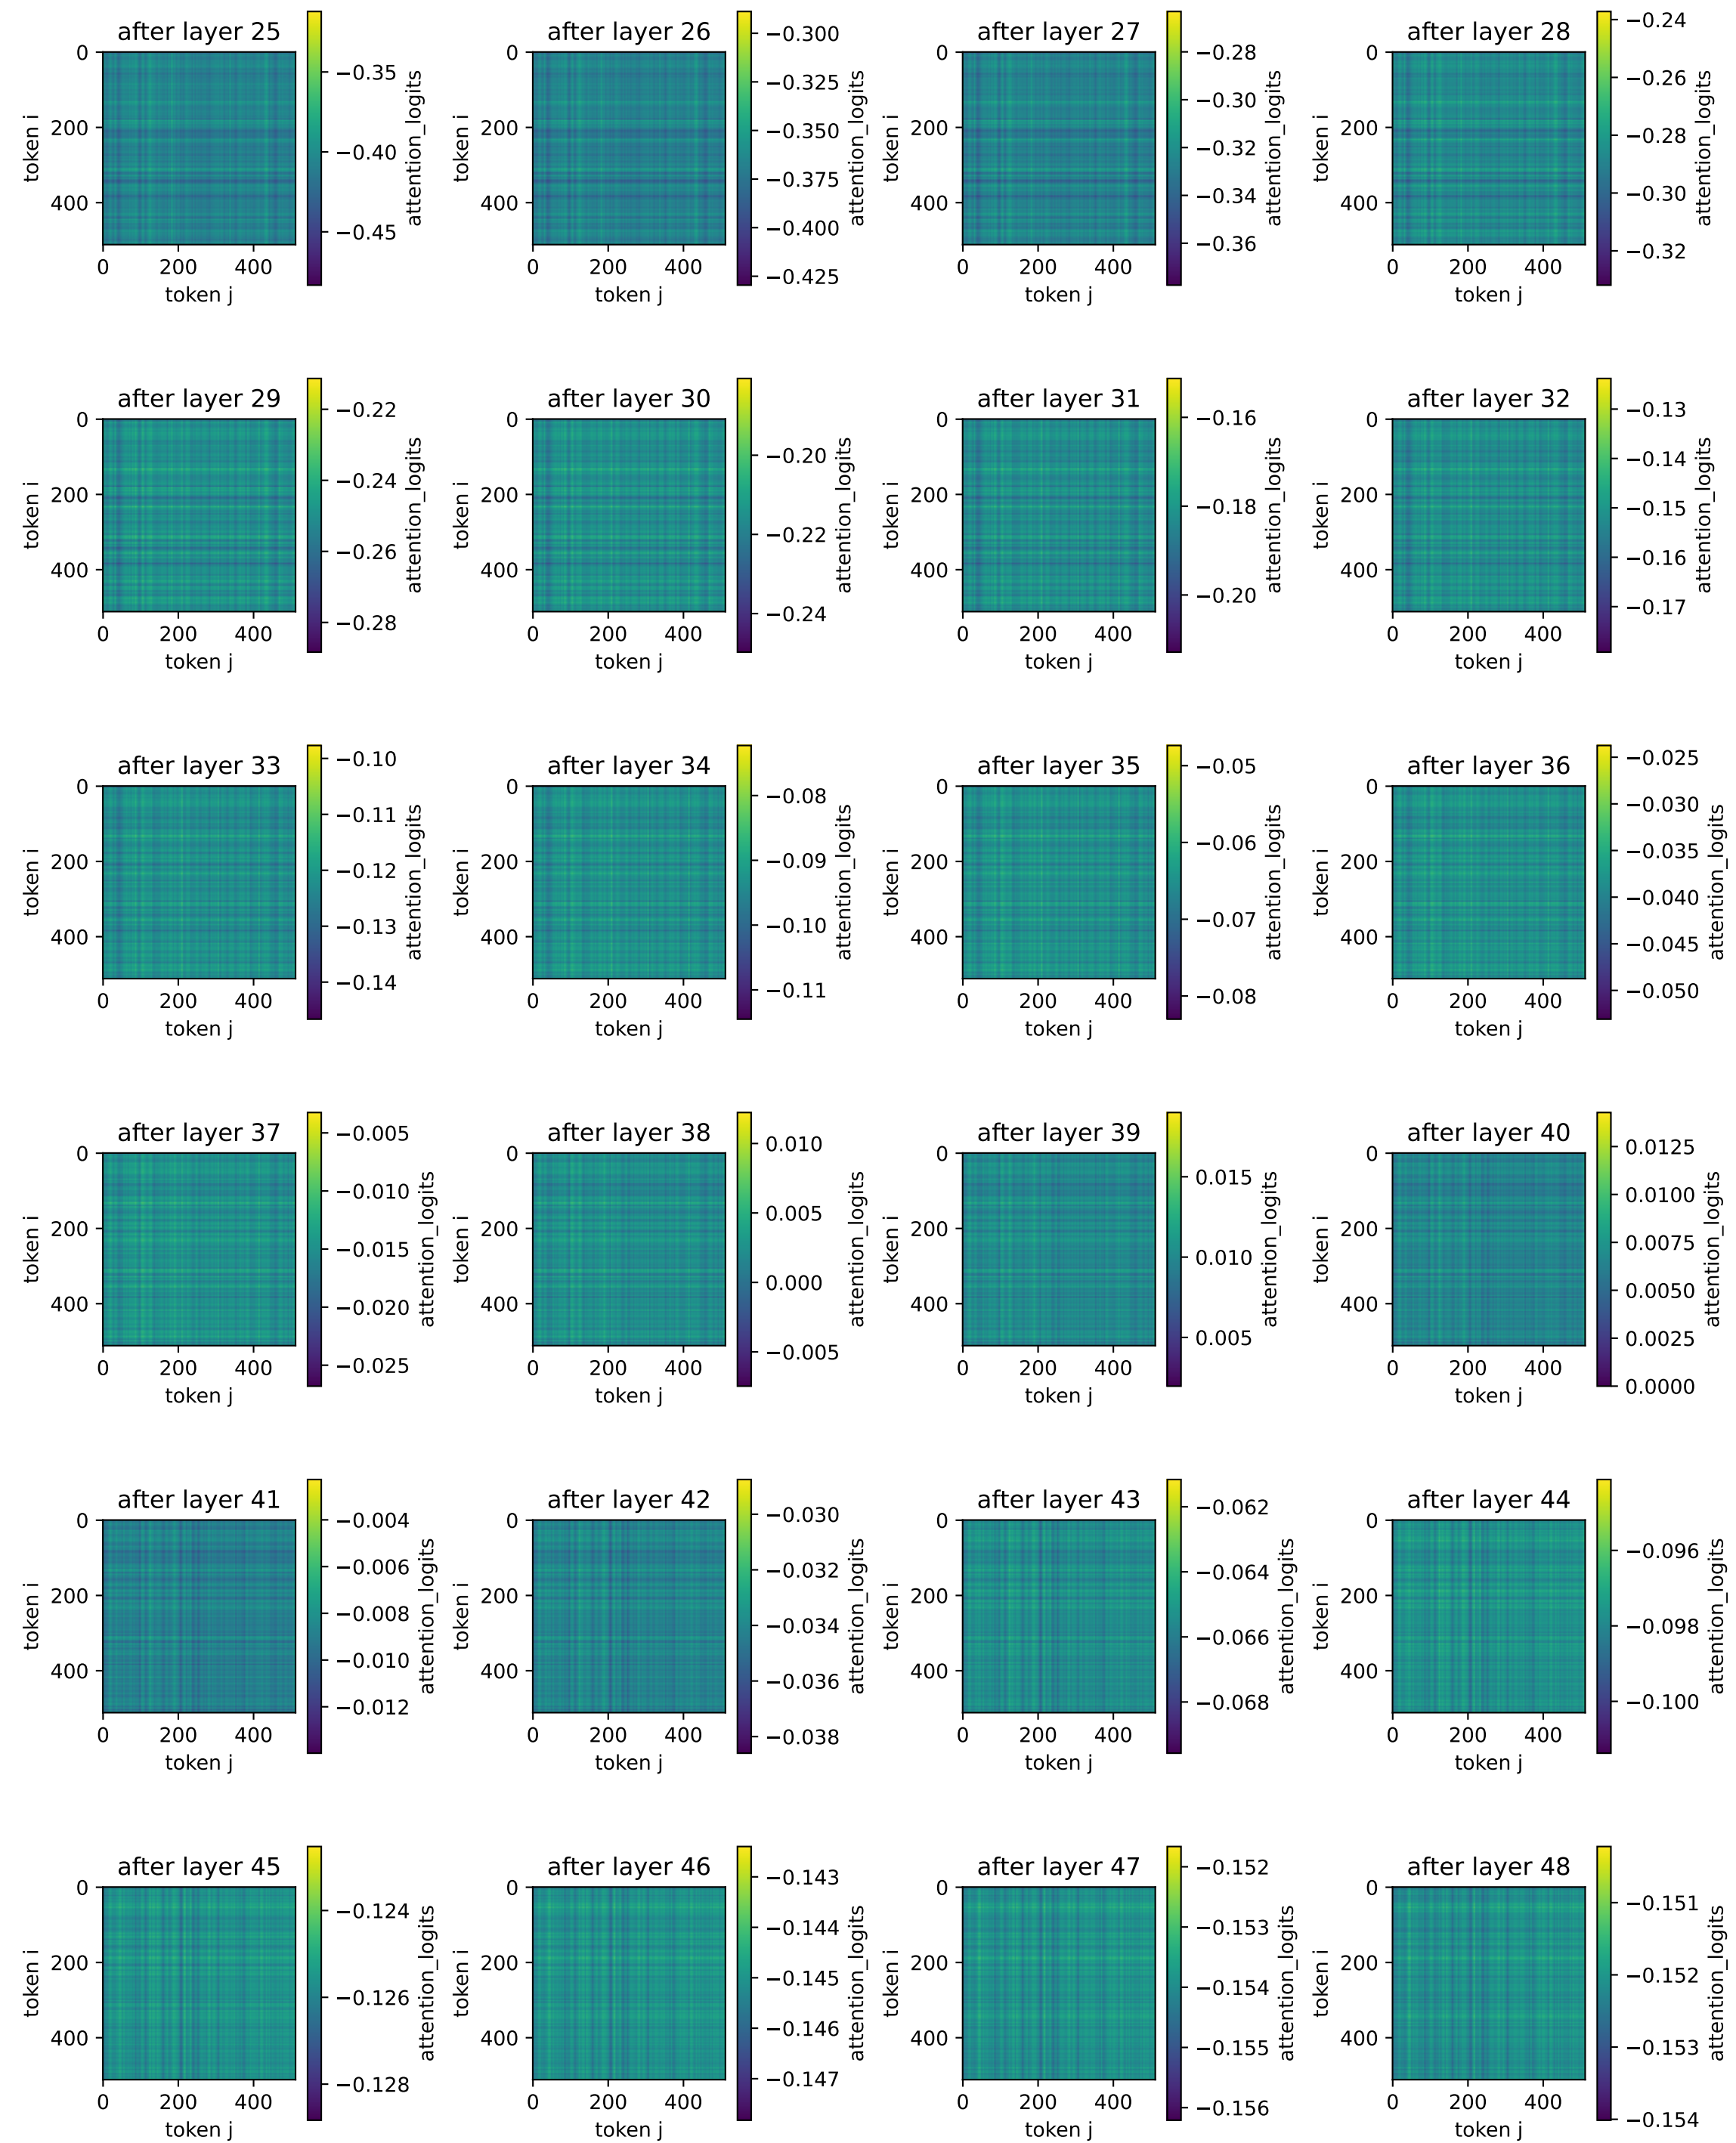 after layer 25
0
200
400
token i
0 200 400
token j
−0.35
−0.40
−0.45
attention_logits
after layer 26
0
200
400
token i
0 200 400
token j
−0.300
−0.325
−0.350
−0.375
−0.400
−0.425
attention_logits
after layer 27
0
200
400
token i
0 200 400
token j
−0.28
−0.30
−0.32
−0.34
−0.36
attention_logits
after layer 28
0
200
400
token i
0 200 400
token j
−0.24
−0.26
−0.28
−0.30
−0.32
attention_logits
after layer 29
0
200
400
token i
0 200 400
token j
−0.22
−0.24
−0.26
−0.28
attention_logits
after layer 30
0
200
400
token i
0 200 400
token j
−0.20
−0.22
−0.24
attention_logits
after layer 31
0
200
400
token i
0 200 400
token j
−0.16
−0.18
−0.20
attention_logits
after layer 32
0
200
400
token i
0 200 400
token j
−0.13
−0.14
−0.15
−0.16
−0.17
attention_logits
after layer 33
0
200
400
token i
0 200 400
token j
−0.10
−0.11
−0.12
−0.13
−0.14
attention_logits
after layer 34
0
200
400
token i
0 200 400
token j
−0.08
−0.09
−0.10
−0.11
attention_logits
after layer 35
0
200
400
token i
0 200 400
token j
−0.05
−0.06
−0.07
−0.08
attention_logits
after layer 36
0
200
400
token i
0 200 400
token j
−0.025
−0.030
−0.035
−0.040
−0.045
−0.050
attention_logits
after layer 37
0
200
400
token i
0 200 400
token j
−0.005
−0.010
−0.015
−0.020
−0.025
attention_logits
after layer 38
0
200
400
token i
0 200 400
token j
0.010
0.005
0.000
−0.005
attention_logits
after layer 39
0
200
400
token i
0 200 400
token j
0.015
0.010
0.005
attention_logits
after layer 40
0
200
400
token i
0 200 400
token j
0.0125
0.0100
0.0075
0.0050
0.0025
0.0000
attention_logits
after layer 41
0
200
400
token i
0 200 400
token j
−0.004
−0.006
−0.008
−0.010
−0.012
attention_logits
after layer 42
0
200
400
token i
0 200 400
token j
−0.030
−0.032
−0.034
−0.036
−0.038
attention_logits
after layer 43
0
200
400
token i
0 200 400
token j
−0.062
−0.064
−0.066
−0.068
attention_logits
after layer 44
0
200
400
token i
0 200 400
token j
−0.096
−0.098
−0.100
attention_logits
after layer 45
0
200
400
token i
0 200 400
token j
−0.124
−0.126
−0.128
attention_logits
after layer 46
0
200
400
token i
0 200 400
token j
−0.143
−0.144
−0.145
−0.146
−0.147
attention_logits
after layer 47
0
200
400
token i
0 200 400
token j
−0.152
−0.153
−0.154
−0.155
−0.156
attention_logits
after layer 48
0
200
400
token i
0 200 400
token j
−0.151
−0.152
−0.153
−0.154
attention_logits